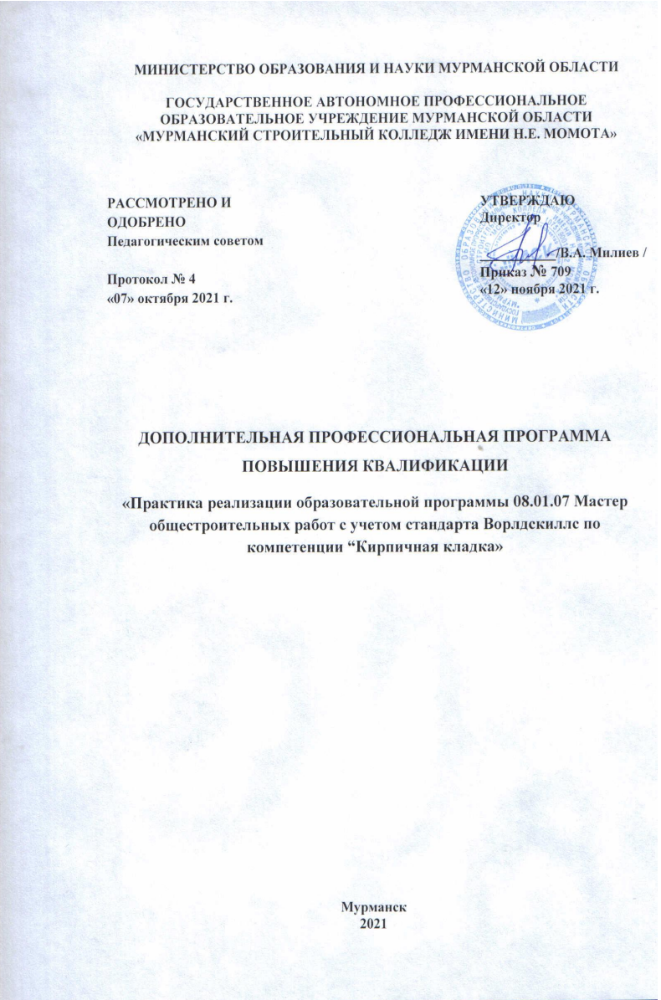 МИНИСТЕРСТВО ОБРАЗОВАНИЯ И НАУКИ МУРМАНСКОЙ ОБЛАСТИ
ГОСУДАРСТВЕННОЕ АВТОНОМНОЕ ПРОФЕССИОНАЛЬНОЕ
ОБРАЗОВАТЕЛЬНОЕ УЧРЕЖДЕНИЕ МУРМАНСКОЙ ОБЛАСТИ
«МУРМАНСКИЙ СТРОИТЕЛЬНЫЙ КОЛЛЕДЖ ИМЕНИ Н.Е. МОМОТА»
РАССМОТРЕНО И
ОДОБРЕНО
Педагогическим советом
Протокол № 4
«07» октября 2021 г.
УТВЕРЖДАЮ
Директор
/В.А. Милиев /
Приказ № 709
«12» ноября 2021 г.
ДОПОЛНИТЕЛЬНАЯ ПРОФЕССИОНАЛЬНАЯ ПРОГРАММА
ПОВЫШЕНИЯ КВАЛИФИКАЦИИ
«Практика реализации образовательной программы 08.01.07 Мастер
общестроительных работ с учетом стандарта Ворлдскиллс по
компетенции “Кирпичная кладка»
Мурманск
2021